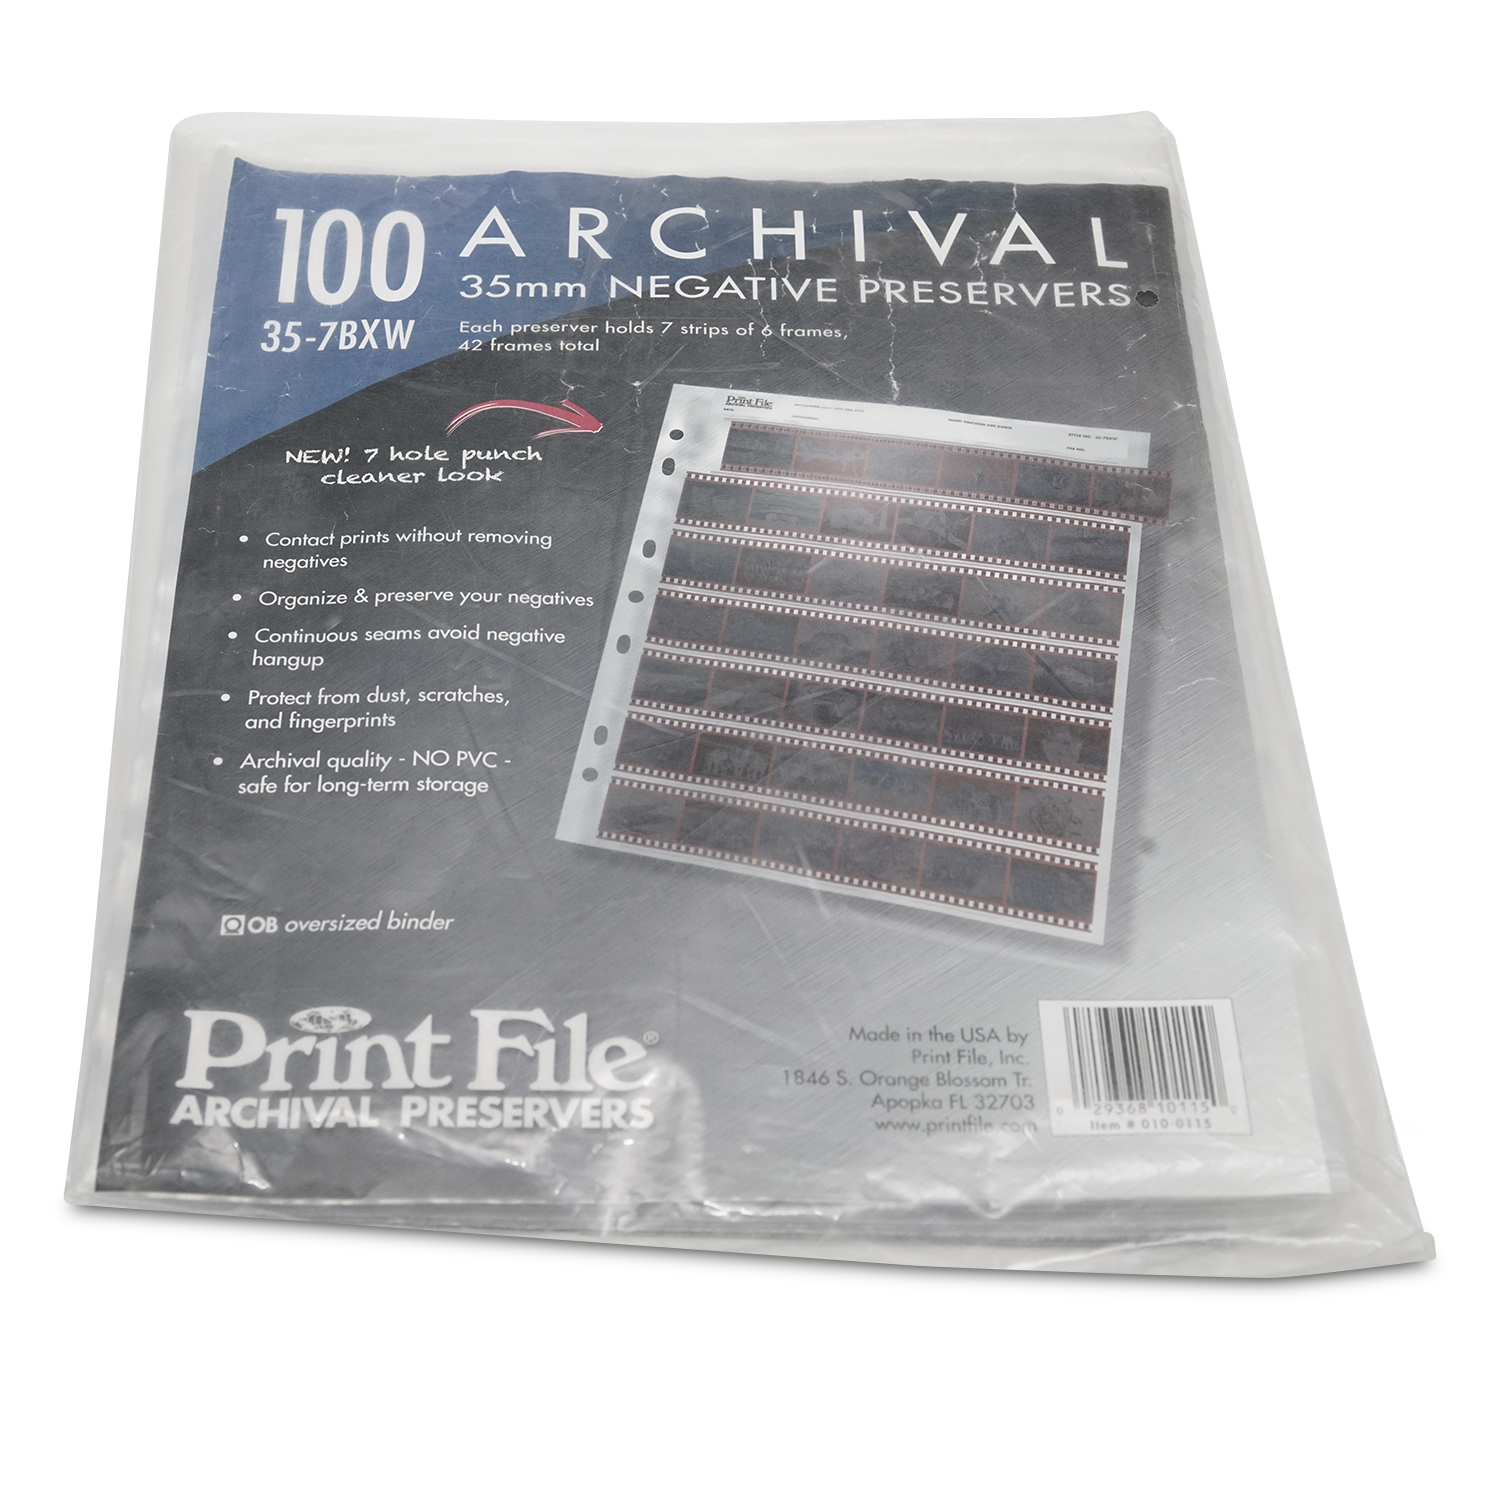 100
35-7BXW
ARCHIVAL
35mm NEGATIVE PRESERVERS
Each preserver holds 7 strips of 6 frames,
42 frames total
NEW! 7 hole punch
cleaner look
Print File
ARCHIVAL PRESERVERS
• Contact prints without removing
negatives
• Organize & preserve your negatives
• Continuous seams avoid negative
hangup
• Protect from dust, scratches,
and fingerprints
• Archival quality - NO PVC -
safe for long-term storage
OB oversized binder
Print File®
ARCHIVAL PRESERVERS
Made in the USA by
Print File, Inc.
1846 S. Orange Blossom Tr.
Apopka FL 32703
www.printfile.com
0 29368 10115 0
Item # 010-0115